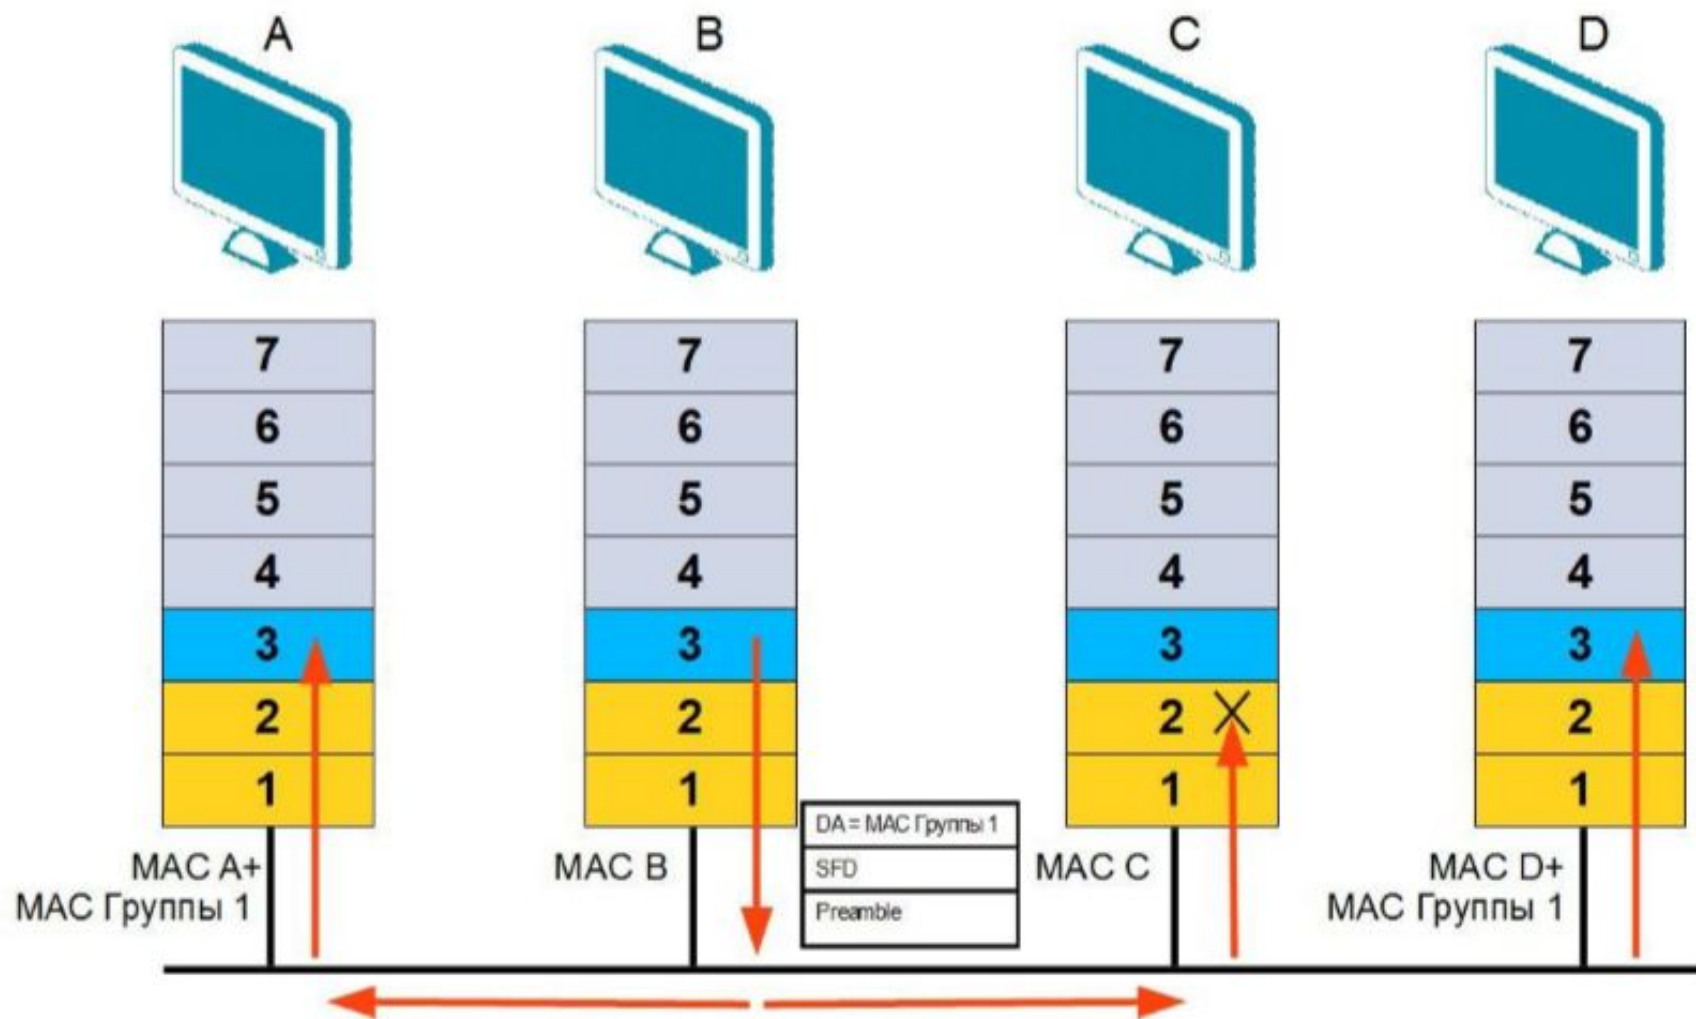 A B C D
7 7 7 7
6 6 6 6
5 5 5 5
4 4 4 4
3 3 3 3
2 2 2 2
1 1 1 1
DA = MAC Группы 1
SFD
Preamble
MAC A+
MAC Группы 1
MAC B
MAC C
MAC D+
MAC Группы 1